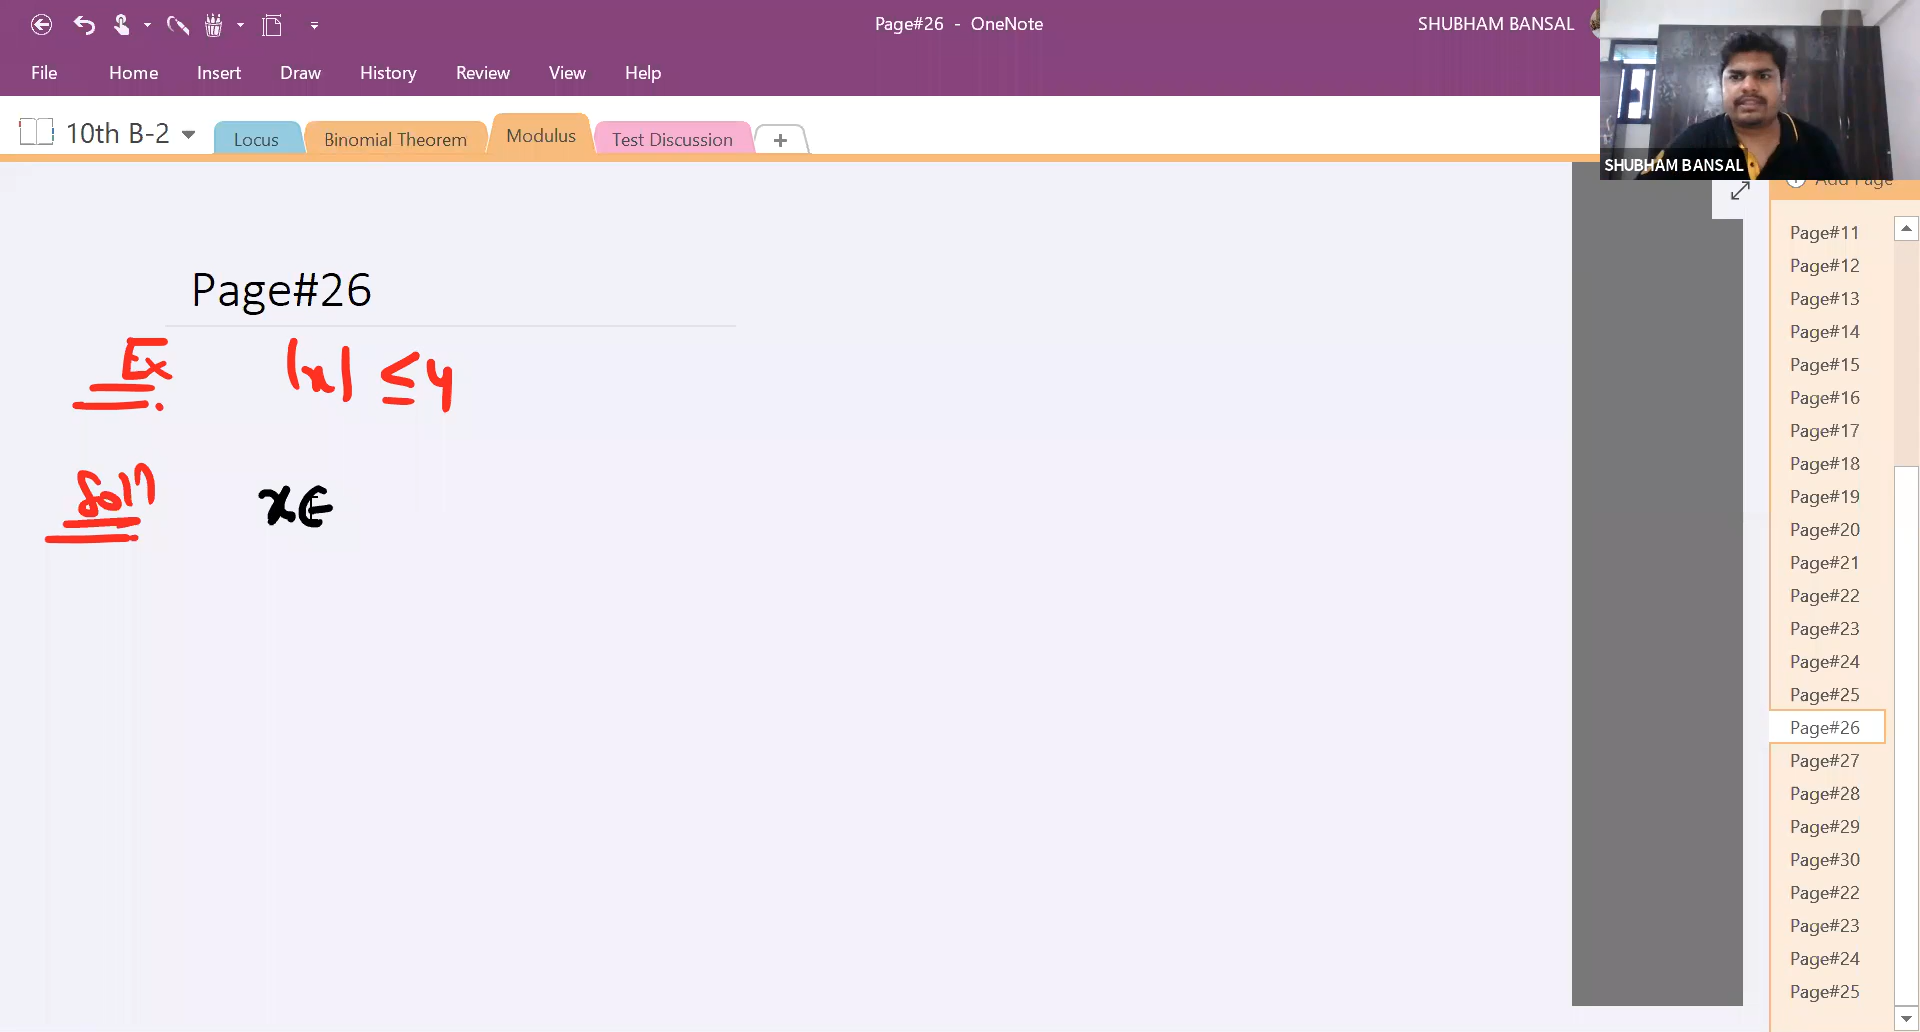 Page#26 - OneNote
SHUBHAM BANSAL
File Home Insert Draw History Review View Help
SHUBHAM BANSAL
10th B-2
Locus Binomial Theorem Modulus Test Discussion +
Add Page
Page#26
Ex. |x| ≤ 4
Solⁿ x∈
Page#11
Page#12
Page#13
Page#14
Page#15
Page#16
Page#17
Page#18
Page#19
Page#20
Page#21
Page#22
Page#23
Page#24
Page#25
Page#26
Page#27
Page#28
Page#29
Page#30
Page#22
Page#23
Page#24
Page#25